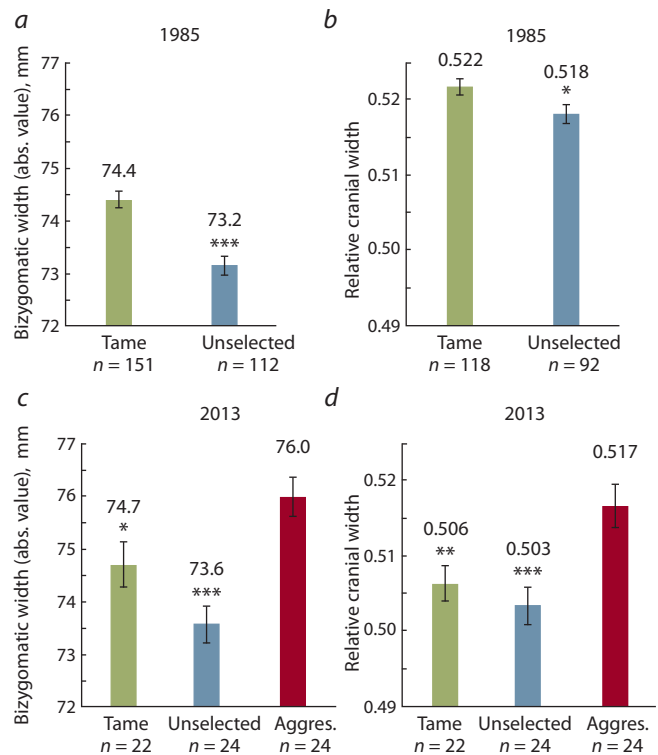 a
1985
Bizygomatic width (abs. value), mm
77
76
75
74
73
72
74.4
73.2
***
Tame
n = 151
Unselected
n = 112
b
1985
Relative cranial width
0.52
0.51
0.50
0.49
0.522
0.518
*
Tame
n = 118
Unselected
n = 92
c
2013
Bizygomatic width (abs. value), mm
77
76
75
74
73
72
74.7
*
73.6
***
76.0
Tame
n = 22
Unselected
n = 24
Aggres.
n = 24
d
2013
Relative cranial width
0.52
0.51
0.50
0.49
0.506
**
0.503
***
0.517
Tame
n = 22
Unselected
n = 24
Aggres.
n = 24